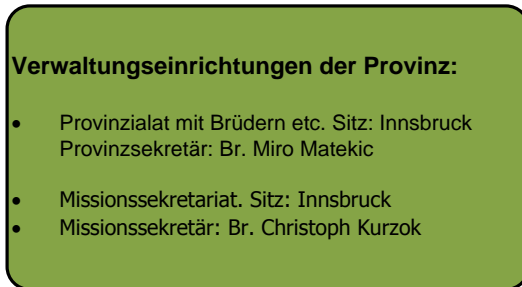 Verwaltungseinrichtungen der Provinz:
• Provinzialat mit Brüdern etc. Sitz: Innsbruck
Provinzsekretär: Br. Miro Matekic
• Missionssekretariat. Sitz: Innsbruck
• Missionssekretär: Br. Christoph Kurzok